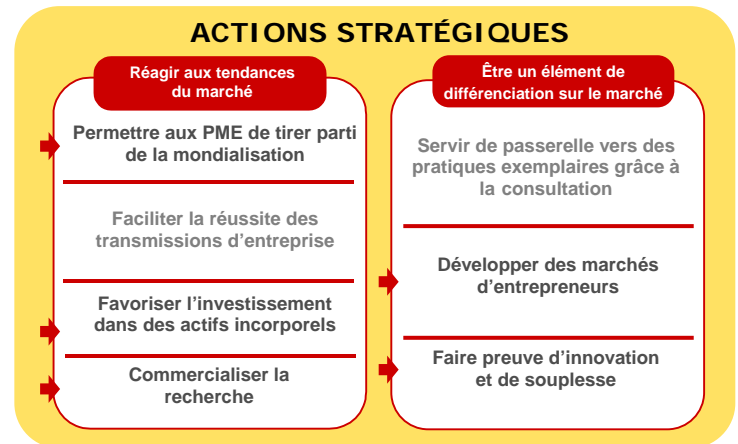 ACTIONS STRATÉGIQUES
Réagir aux tendances
du marché
Permettre aux PME de tirer parti
de la mondialisation
Faciliter la réussite des
transmissions d’entreprise
Favoriser l’investissement
dans des actifs incorporels
Commercialiser la
recherche
Être un élément de
différenciation sur le marché
Servir de passerelle vers des
pratiques exemplaires grâce à
la consultation
Développer des marchés
d’entrepreneurs
Faire preuve d’innovation
et de souplesse